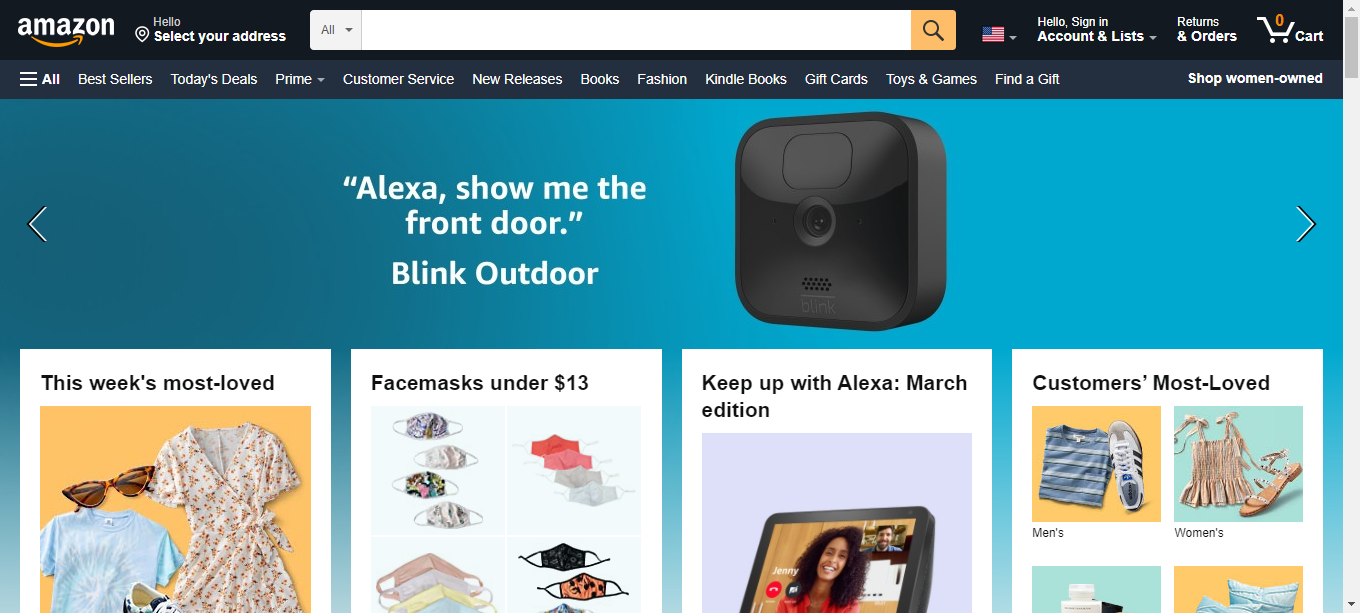 amazon
Hello
Select your address
All
Hello, Sign in
Account & Lists
Returns
& Orders
0
Cart
All
Best Sellers
Today's Deals
Prime
Customer Service
New Releases
Books
Fashion
Kindle Books
Gift Cards
Toys & Games
Find a Gift
Shop women-owned
“Alexa, show me the
front door.”
Blink Outdoor
blink
This week's most-loved
Facemasks under $13
Keep up with Alexa: March
edition
Customers’ Most-Loved
Jenny
Men's
Women's